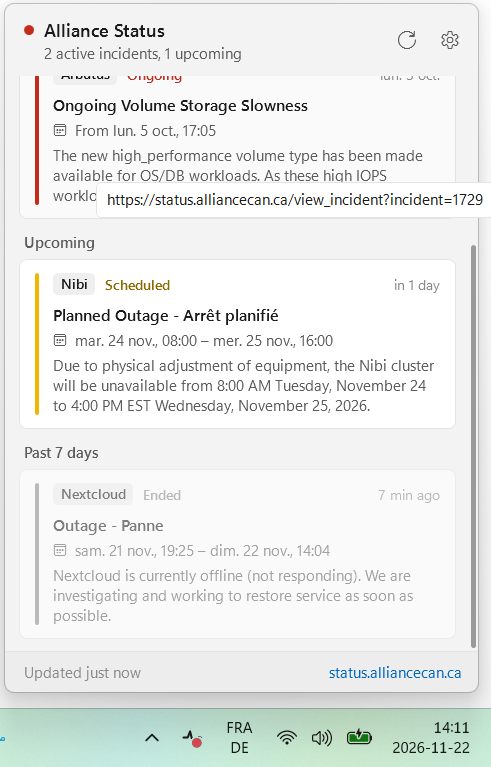 Alliance Status
2 active incidents, 1 upcoming
Arbutus Ongoing lun. 5 oct.
Ongoing Volume Storage Slowness
From lun. 5 oct., 17:05
The new high_performance volume type has been made
available for OS/DB workloads. As these high IOPS
https://status.alliancecan.ca/view_incident?incident=1729
Upcoming
Nibi Scheduled in 1 day
Planned Outage - Arrêt planifié
mar. 24 nov., 08:00 – mer. 25 nov., 16:00
Due to physical adjustment of equipment, the Nibi cluster
will be unavailable from 8:00 AM Tuesday, November 24
to 4:00 PM EST Wednesday, November 25, 2026.
Past 7 days
Nextcloud Ended 7 min ago
Outage - Panne
sam. 21 nov., 19:25 – dim. 22 nov., 14:04
Nextcloud is currently offline (not responding). We are
investigating and working to restore service as soon as
possible.
Updated just now status.alliancecan.ca
FRA 14:11
DE 2026-11-22